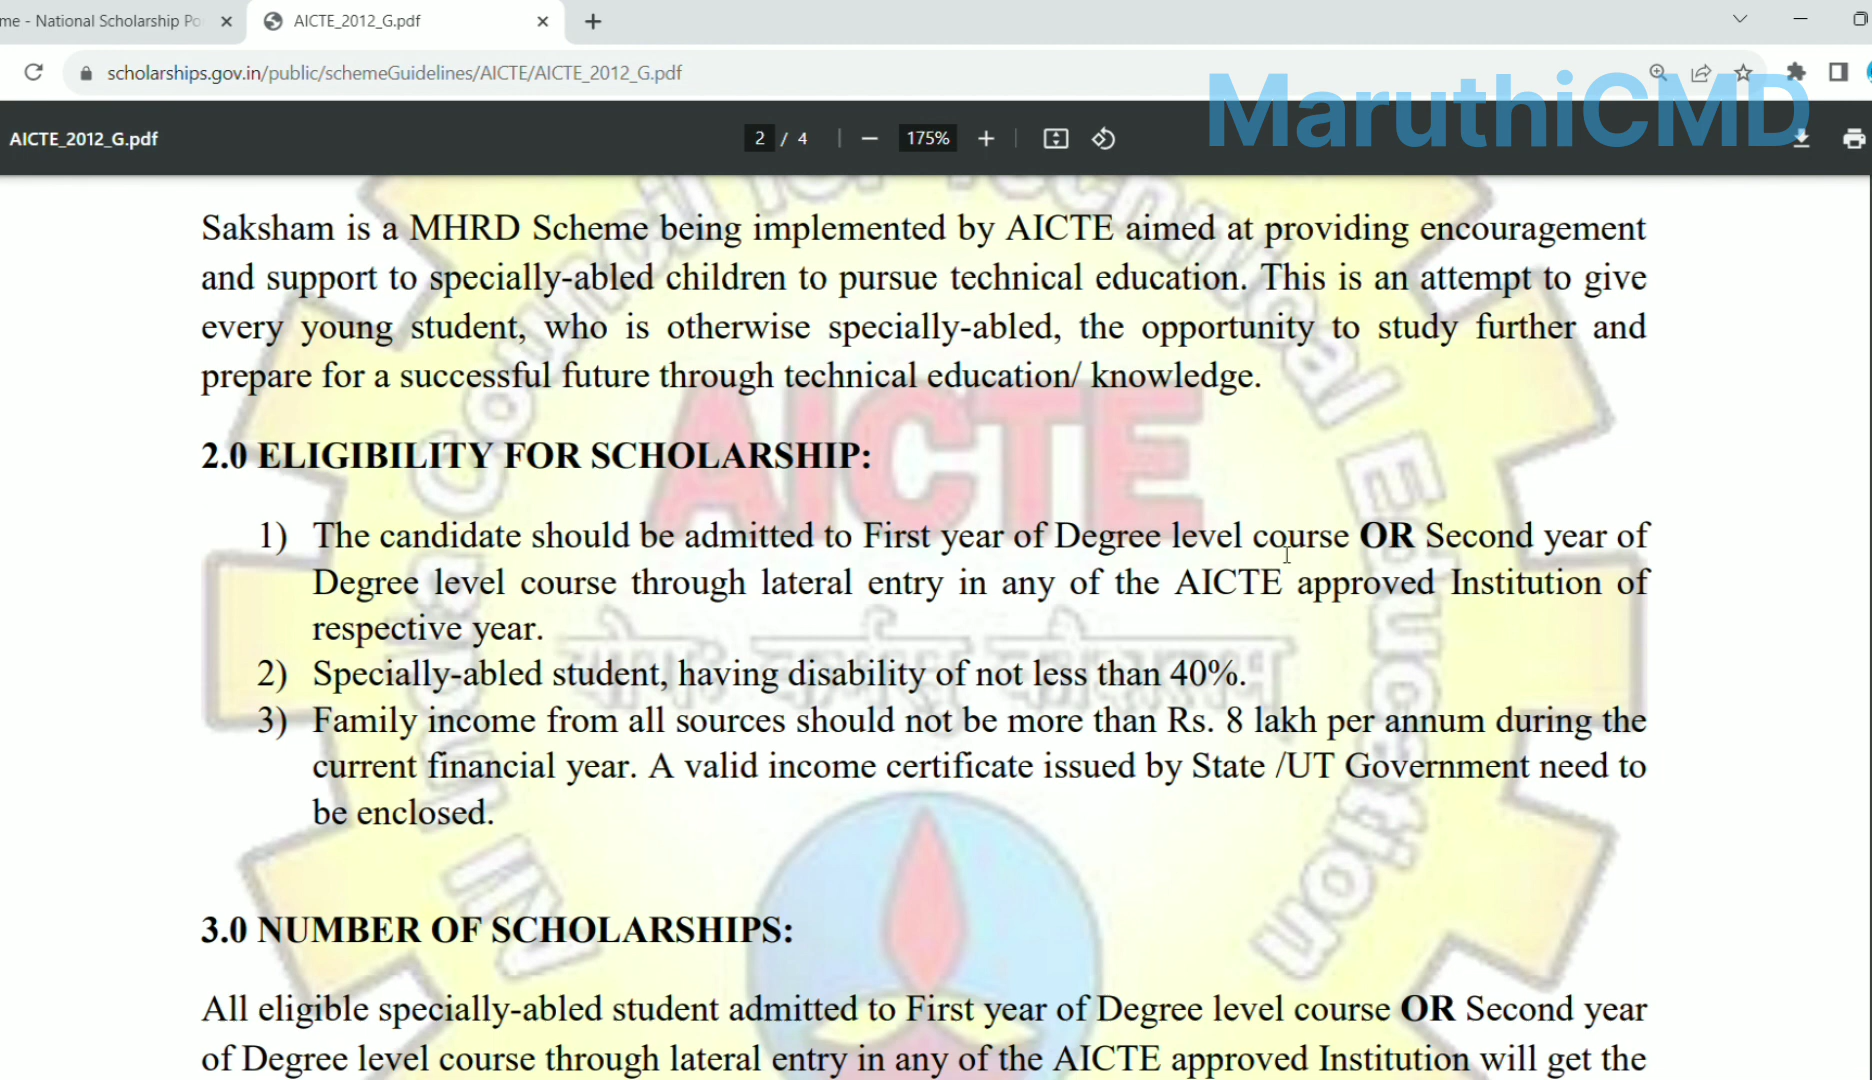 me - National Scholarship Po
AICTE_2012_G.pdf
scholarships.gov.in/public/schemeGuidelines/AICTE/AICTE_2012_G.pdf
MaruthiCMD
AICTE_2012_G.pdf
2 / 4
175%
Saksham is a MHRD Scheme being implemented by AICTE aimed at providing encouragement
and support to specially-abled children to pursue technical education. This is an attempt to give
every young student, who is otherwise specially-abled, the opportunity to study further and
prepare for a successful future through technical education/ knowledge.
AICTE
2.0 ELIGIBILITY FOR SCHOLARSHIP:
1) The candidate should be admitted to First year of Degree level course OR Second year of
Degree level course through lateral entry in any of the AICTE approved Institution of
respective year.
2) Specially-abled student, having disability of not less than 40%.
3) Family income from all sources should not be more than Rs. 8 lakh per annum during the
current financial year. A valid income certificate issued by State /UT Government need to
be enclosed.
3.0 NUMBER OF SCHOLARSHIPS:
All eligible specially-abled student admitted to First year of Degree level course OR Second year
of Degree level course through lateral entry in any of the AICTE approved Institution will get the